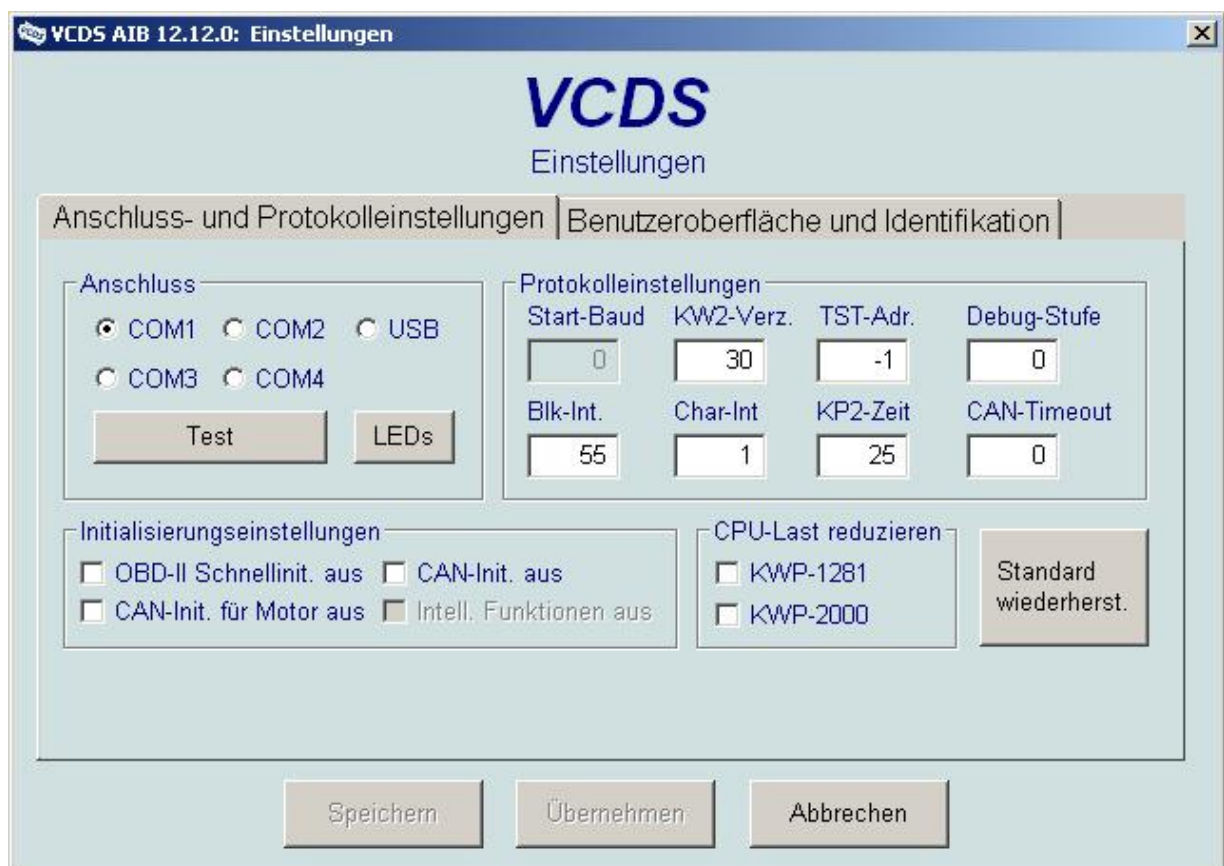 VCDS AIB 12.12.0: Einstellungen
VCDS
Einstellungen
Anschluss- und Protokolleinstellungen
Benutzeroberfläche und Identifikation
Anschluss
COM1 COM2 USB
COM3 COM4
Test LEDs
Protokolleinstellungen
Start-Baud KW2-Verz. TST-Adr. Debug-Stufe
0 30 -1 0
Blk-Int. Char-Int KP2-Zeit CAN-Timeout
55 1 25 0
Initialisierungseinstellungen
OBD-II Schnellinit. aus CAN-Init. aus
CAN-Init. für Motor aus Intell. Funktionen aus
CPU-Last reduzieren
KWP-1281
KWP-2000
Standard
wiederherst.
Speichern Übernehmen Abbrechen